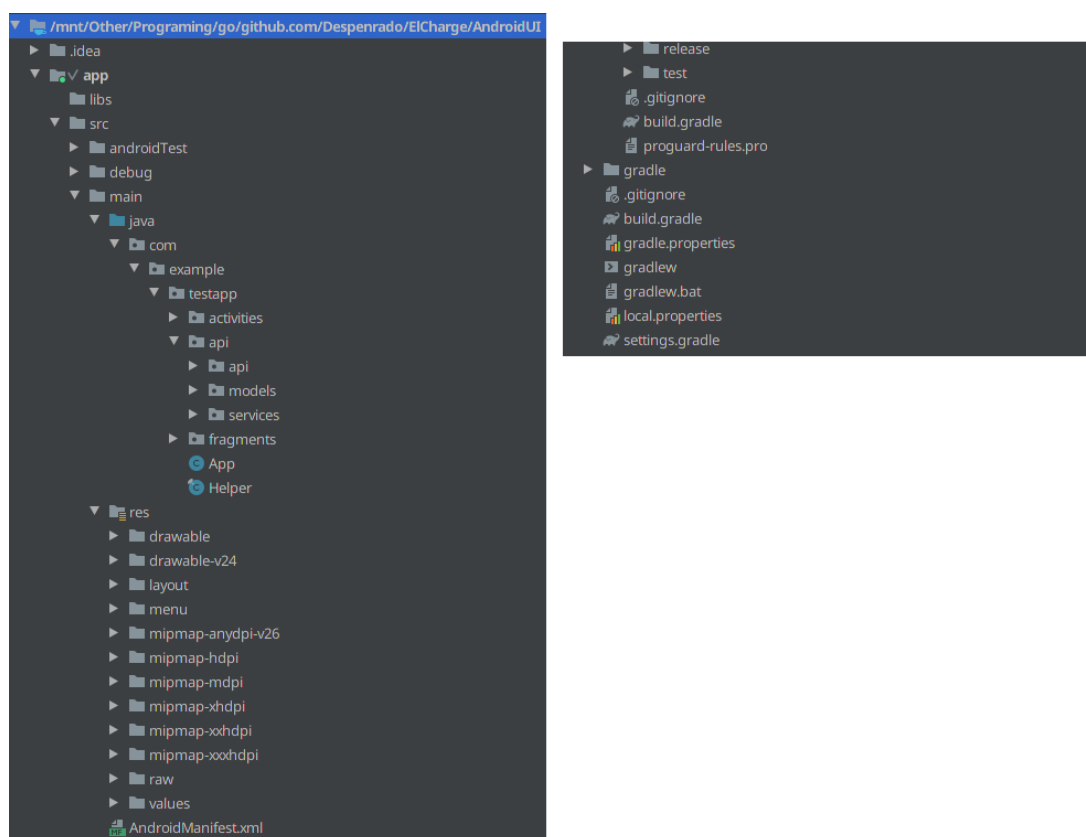 /mnt/Other/Programing/go/github.com/Despenrado/ElCharge/AndroidUI
.idea
app
libs
src
androidTest
debug
main
java
com
example
testapp
activities
api
api
models
services
fragments
C App
C Helper
res
drawable
drawable-v24
layout
menu
mipmap-anydpi-v26
mipmap-hdpi
mipmap-mdpi
mipmap-xhdpi
mipmap-xxhdpi
mipmap-xxxhdpi
raw
values
MF AndroidManifest.xml
release
test
.gitignore
build.gradle
proguard-rules.pro
gradle
.gitignore
build.gradle
gradle.properties
gradlew
gradlew.bat
local.properties
settings.gradle